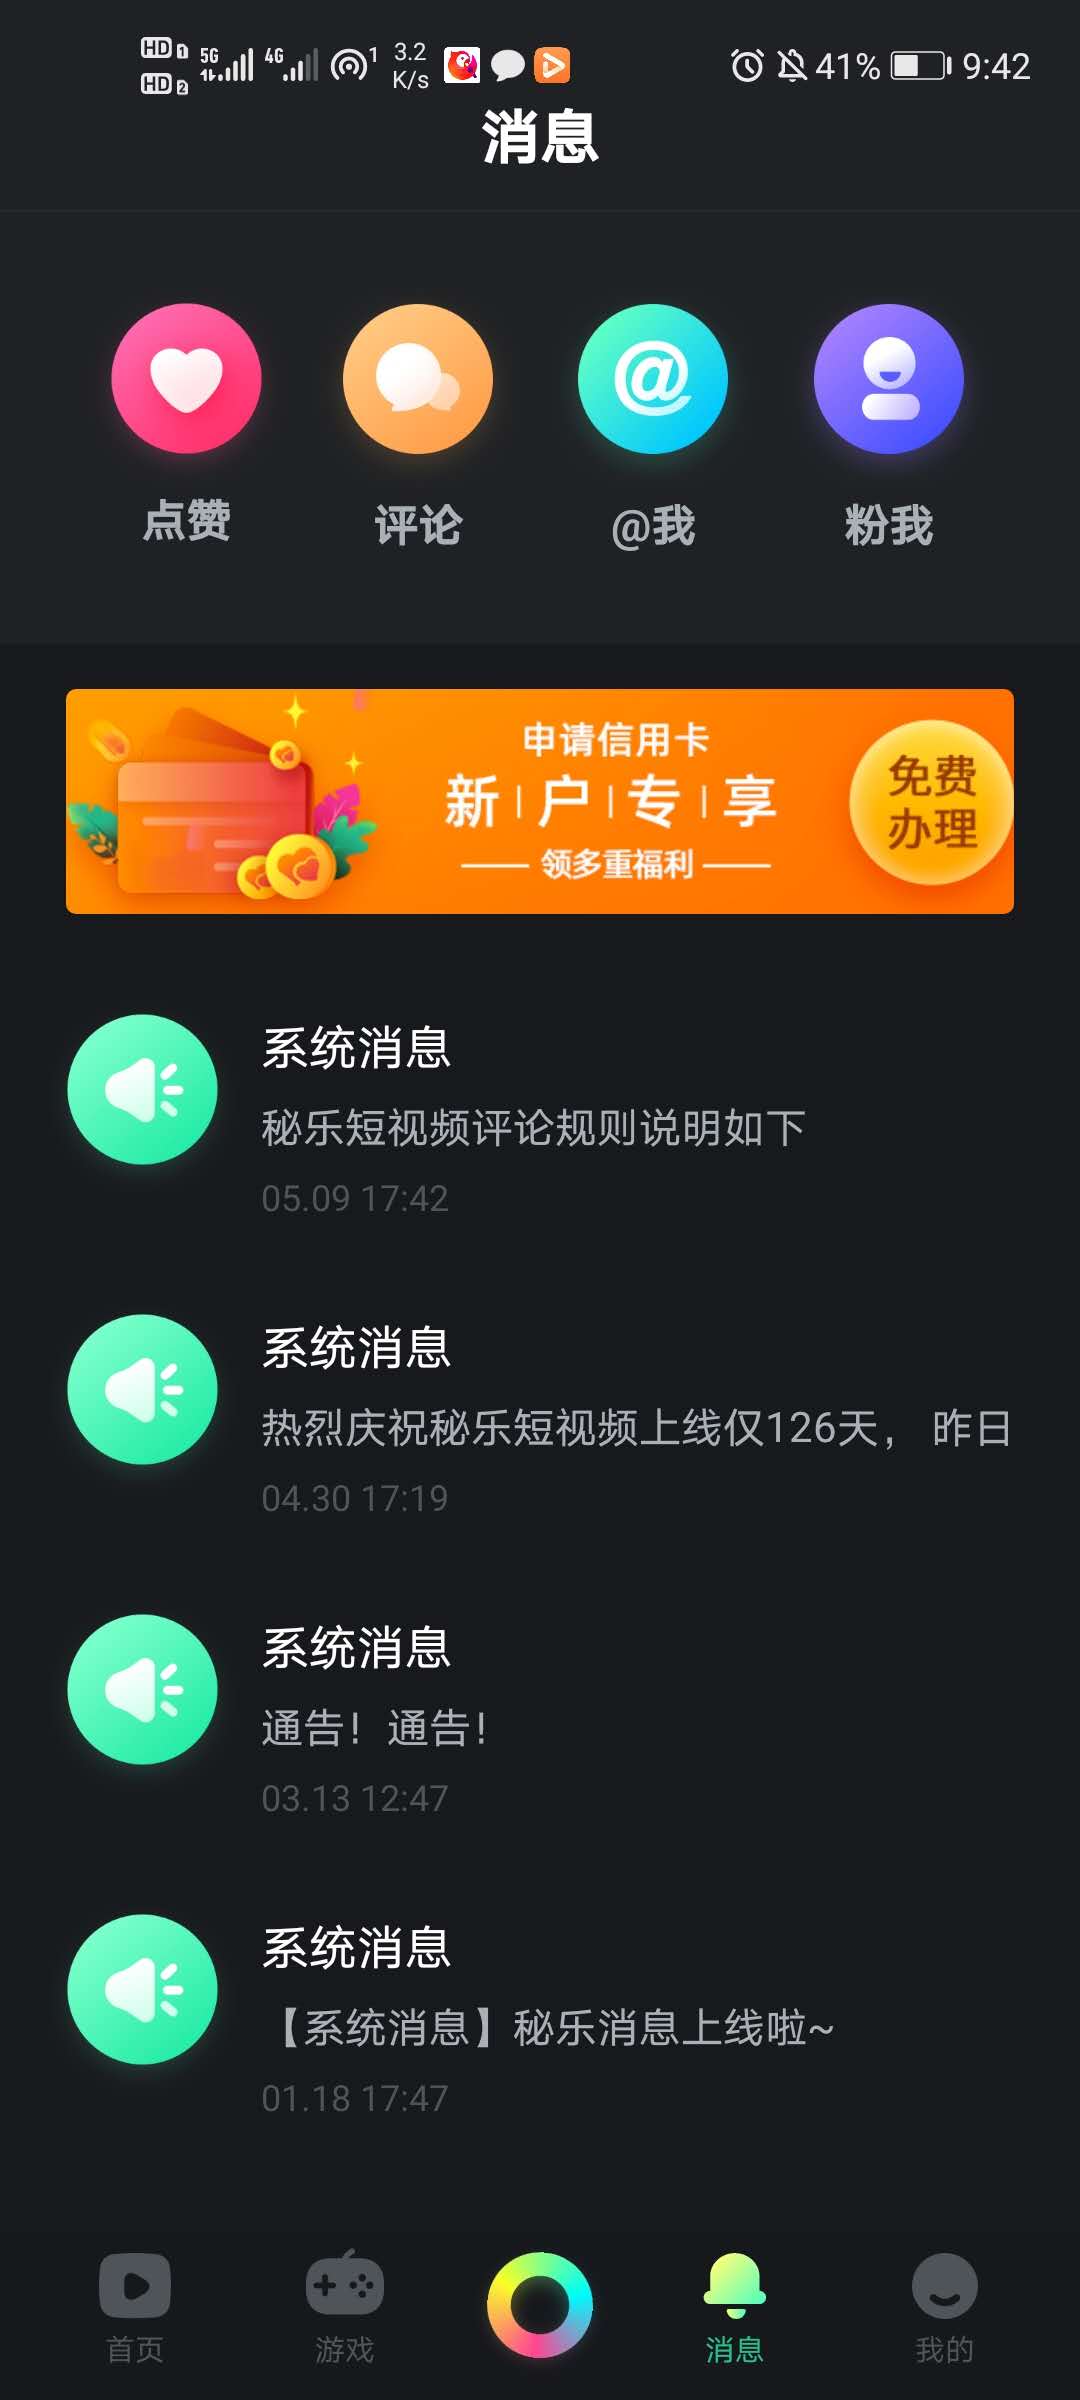 HD 1 5G 4G 1 3.2 41% 9:42
HD 2 K/s
消息
点赞 评论 @我 粉我
申请信用卡
新 户 专 享
领多重福利
免费
办理
系统消息
秘乐短视频评论规则说明如下
05.09 17:42
系统消息
热烈庆祝秘乐短视频上线仅126天， 昨日
04.30 17:19
系统消息
通告！通告！
03.13 12:47
系统消息
【系统消息】秘乐消息上线啦~
01.18 17:47
首页 游戏 消息 我的